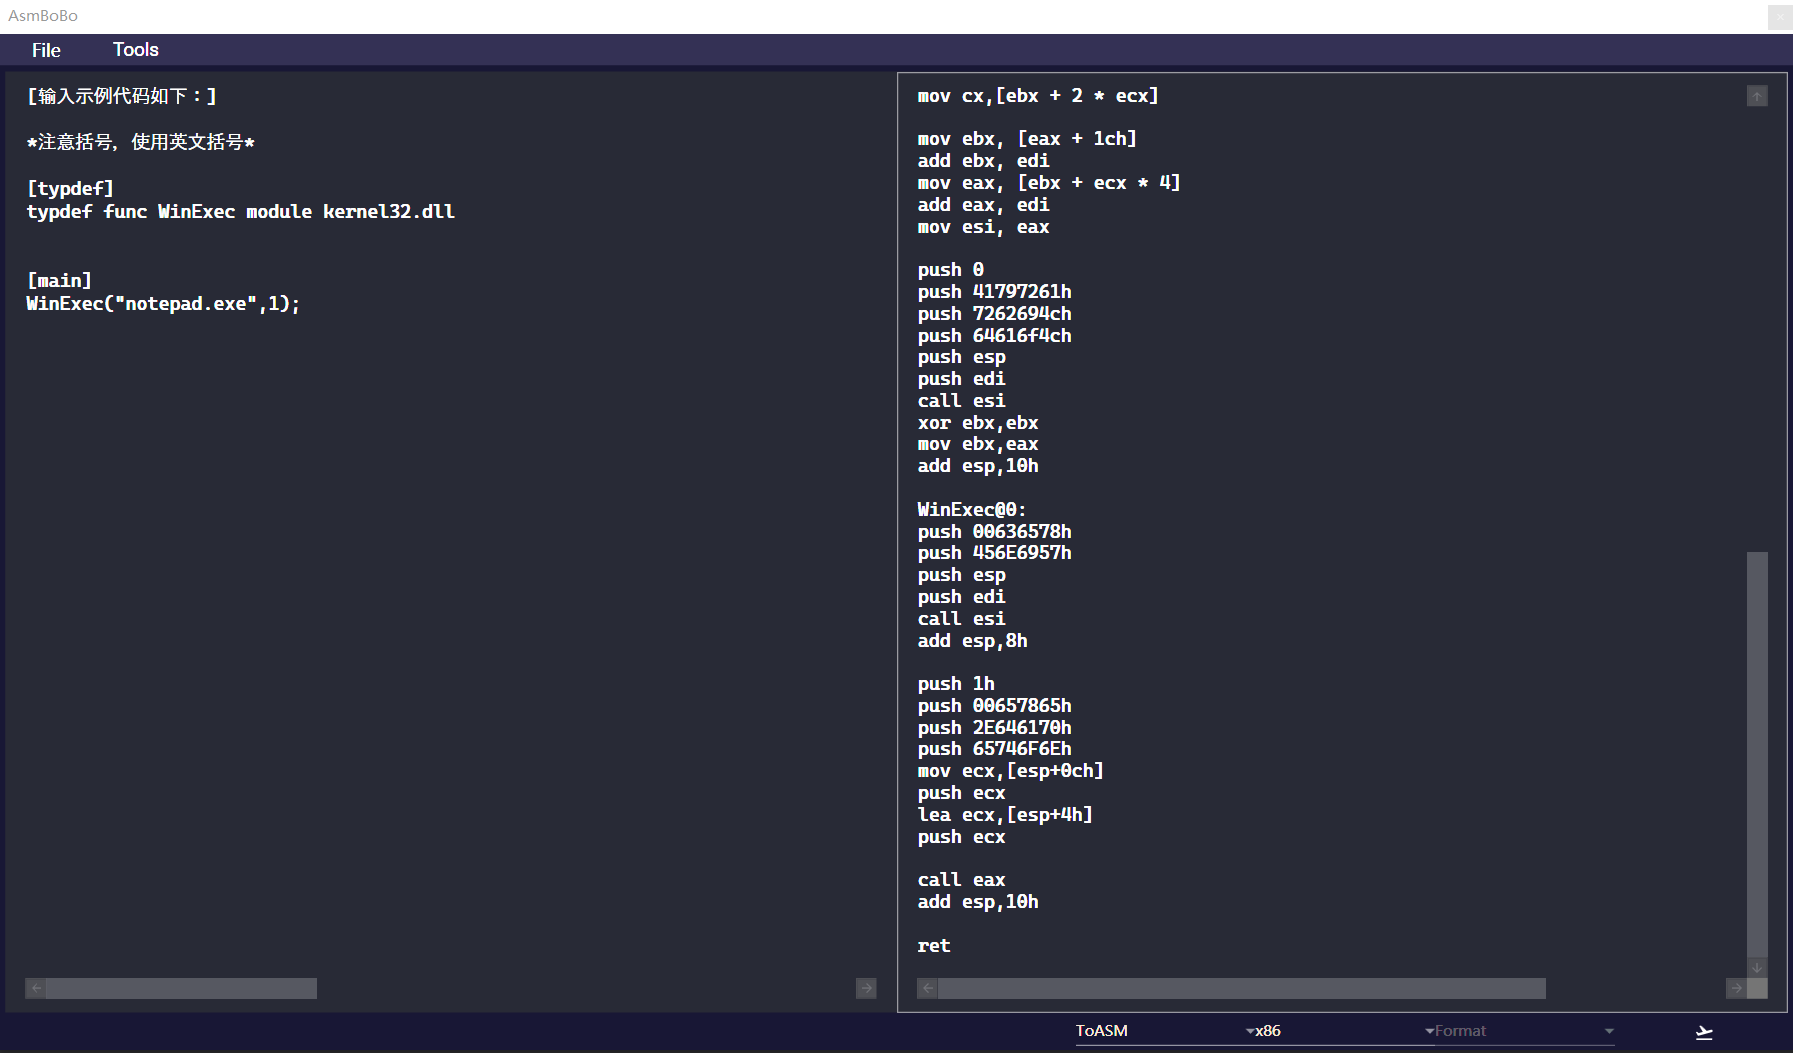 AsmBoBo
File Tools
[输入示例代码如下：]
*注意括号，使用英文括号*
[typdef]
typdef func WinExec module kernel32.dll
[main]
WinExec("notepad.exe",1);
mov cx,[ebx + 2 * ecx]
mov ebx, [eax + 1ch]
add ebx, edi
mov eax, [ebx + ecx * 4]
add eax, edi
mov esi, eax
push 0
push 41797261h
push 7262694ch
push 64616f4ch
push esp
push edi
call esi
xor ebx,ebx
mov ebx,eax
add esp,10h
WinExec@0:
push 00636578h
push 456E6957h
push esp
push edi
call esi
add esp,8h
push 1h
push 00657865h
push 2E646170h
push 65746F6Eh
mov ecx,[esp+0ch]
push ecx
lea ecx,[esp+4h]
push ecx
call eax
add esp,10h
ret
ToASM x86 Format